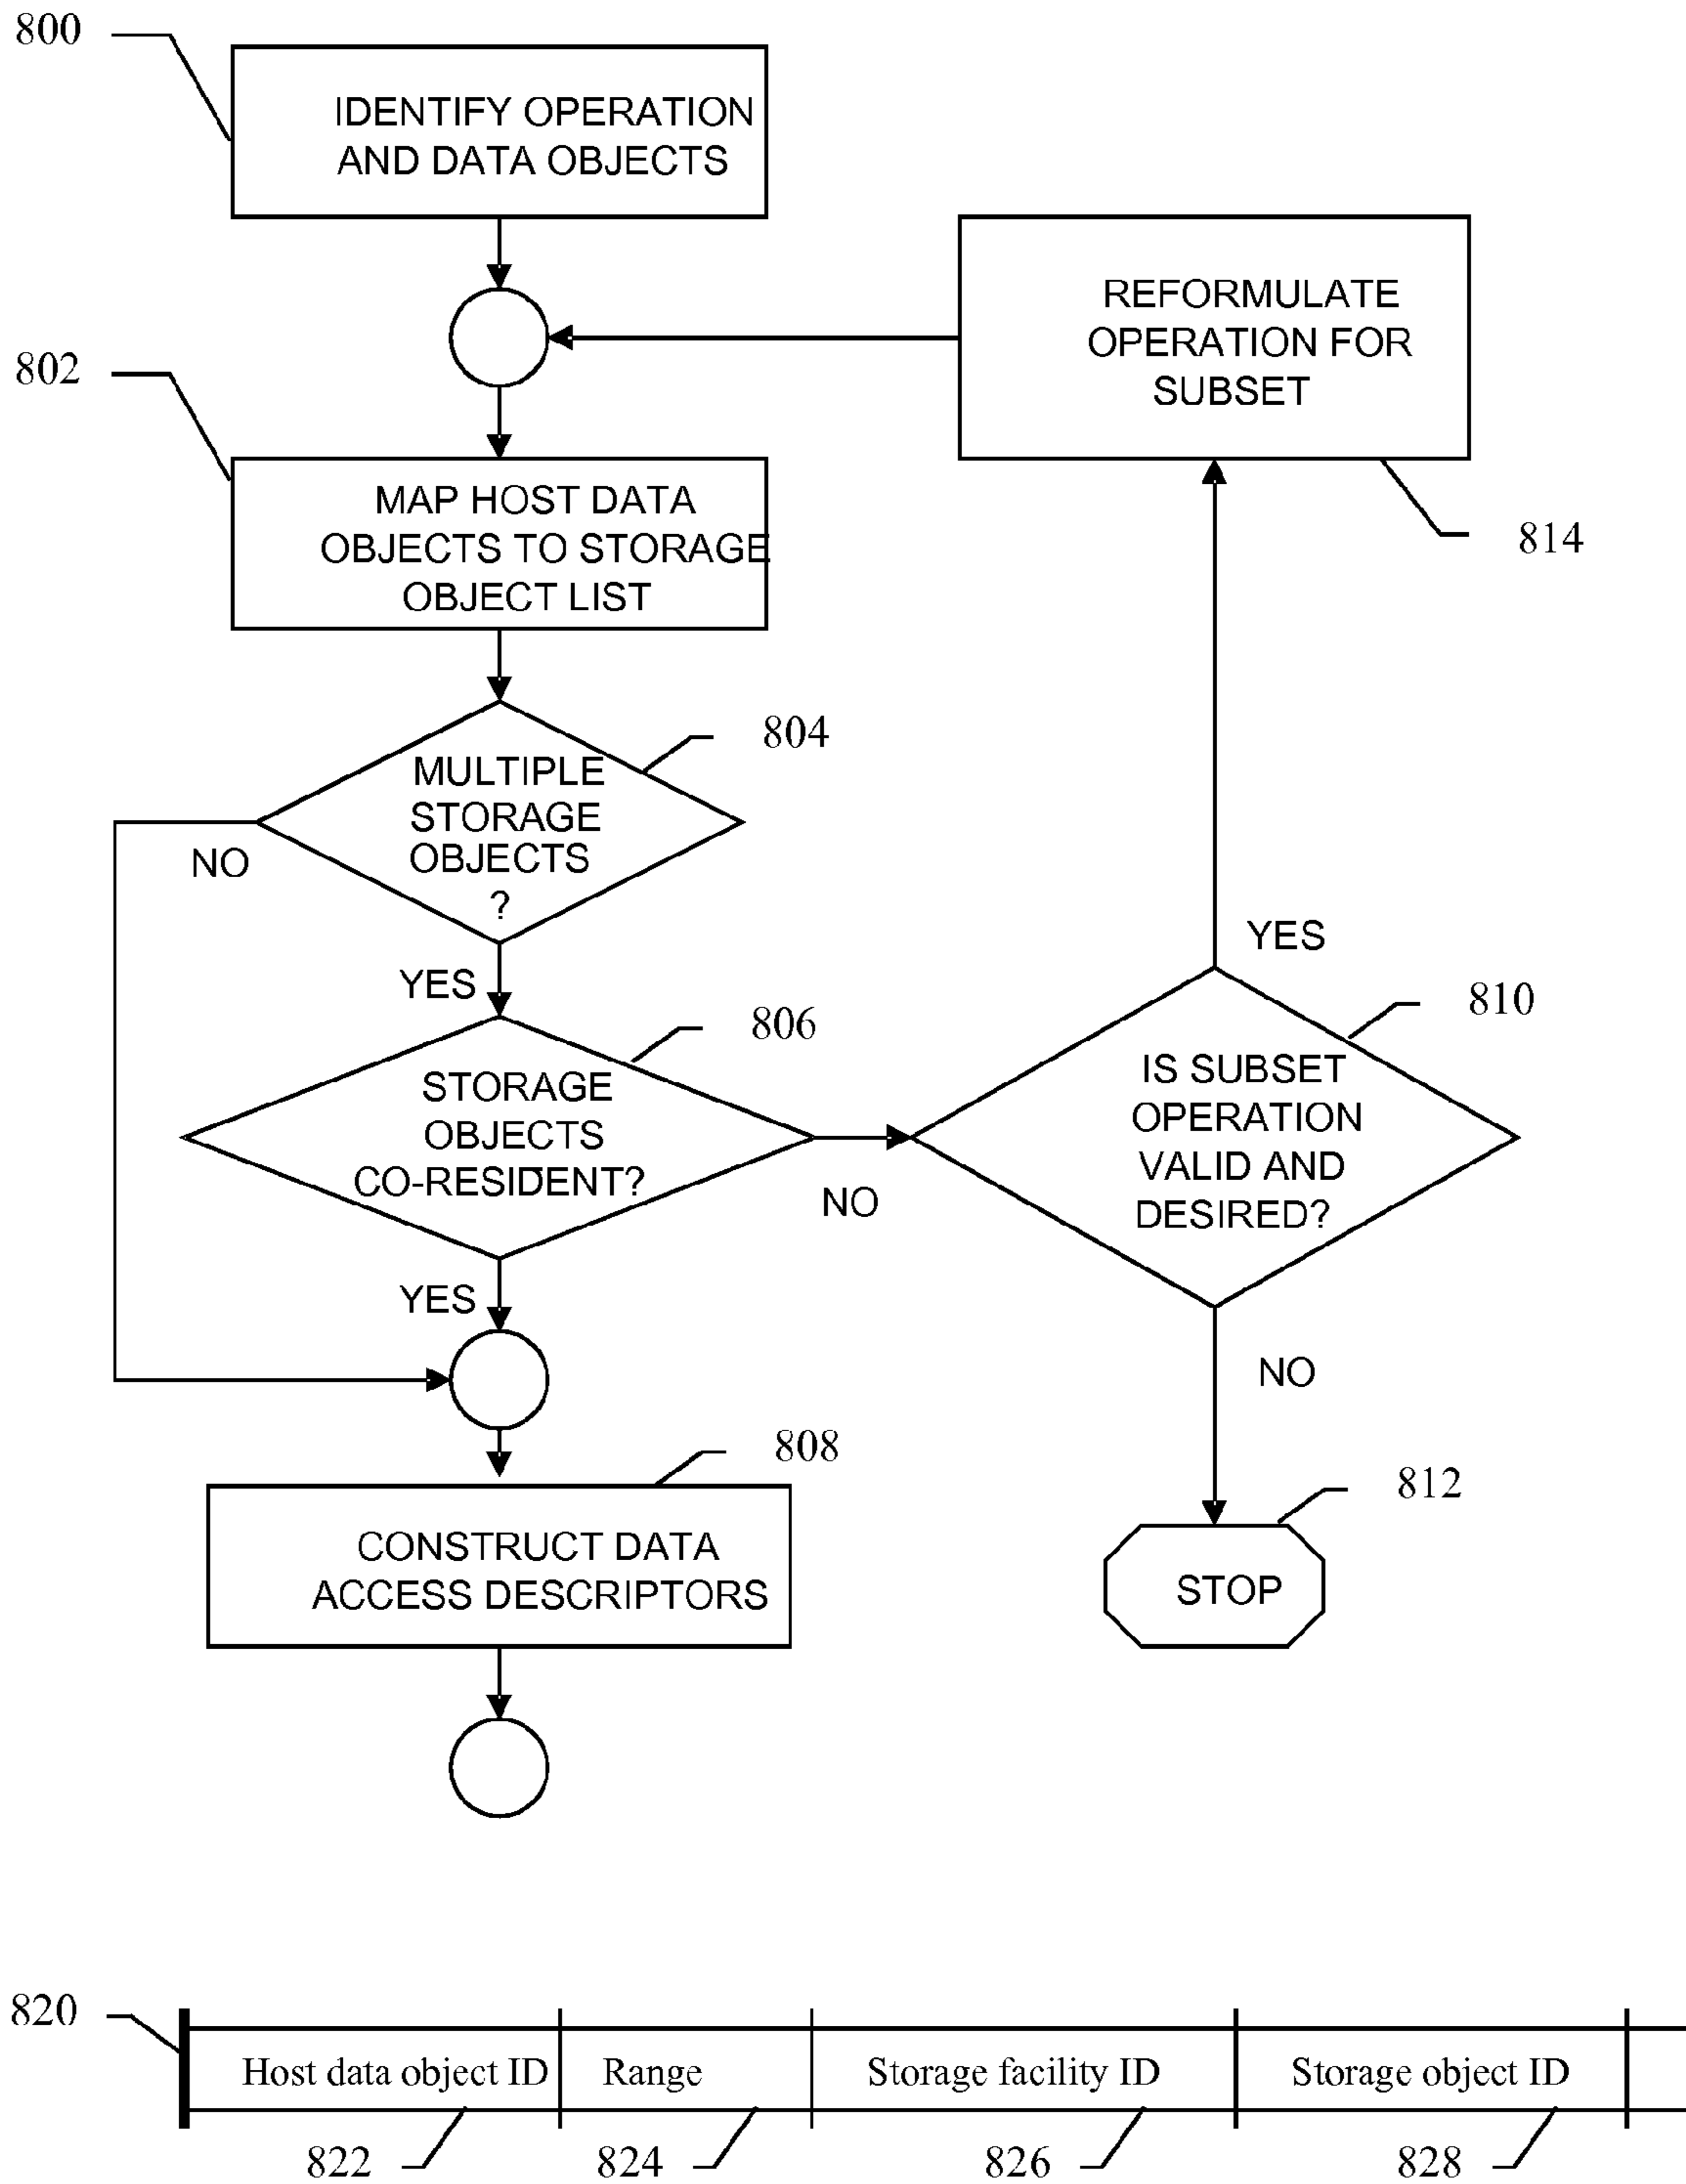 800
IDENTIFY OPERATION
AND DATA OBJECTS
REFORMULATE
OPERATION FOR
SUBSET
814
802
MAP HOST DATA
OBJECTS TO STORAGE
OBJECT LIST
804
MULTIPLE
STORAGE
OBJECTS
?
NO
YES
806
STORAGE
OBJECTS
CO-RESIDENT?
NO
YES
YES
810
IS SUBSET
OPERATION
VALID AND
DESIRED?
NO
808
CONSTRUCT DATA
ACCESS DESCRIPTORS
812
STOP
820
Host data object ID
Range
Storage facility ID
Storage object ID
822
824
826
828